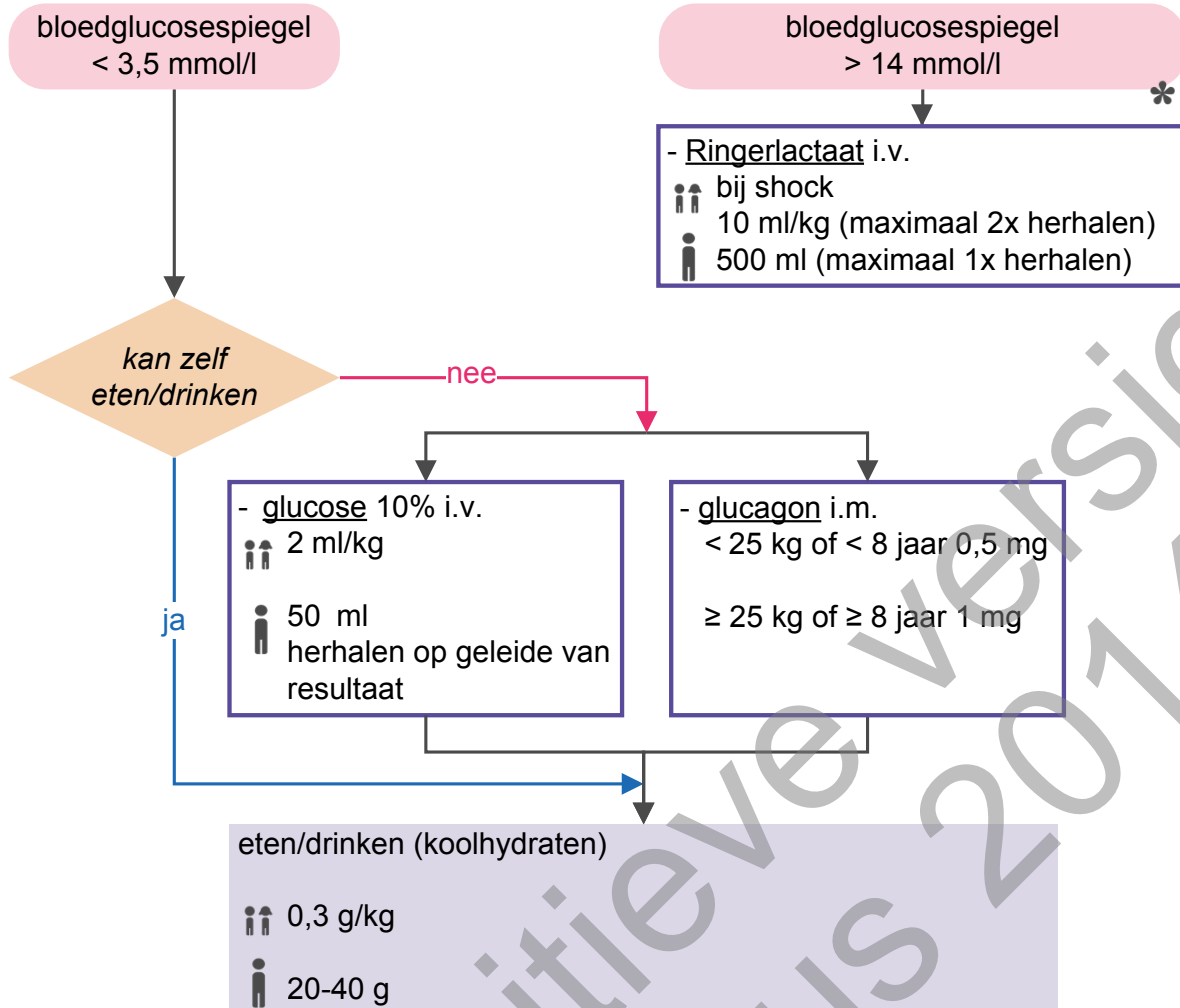 bloedglucosespiegel
< 3,5 mmol/l
bloedglucosespiegel
> 14 mmol/l
*
- Ringerlactaat i.v.
bij shock
10 ml/kg (maximaal 2x herhalen)
500 ml (maximaal 1x herhalen)
kan zelf
eten/drinken
nee
ja
- glucose 10% i.v.
2 ml/kg
50 ml
herhalen op geleide van
resultaat
- glucagon i.m.
< 25 kg of < 8 jaar 0,5 mg
≥ 25 kg of ≥ 8 jaar 1 mg
eten/drinken (koolhydraten)
0,3 g/kg
20-40 g